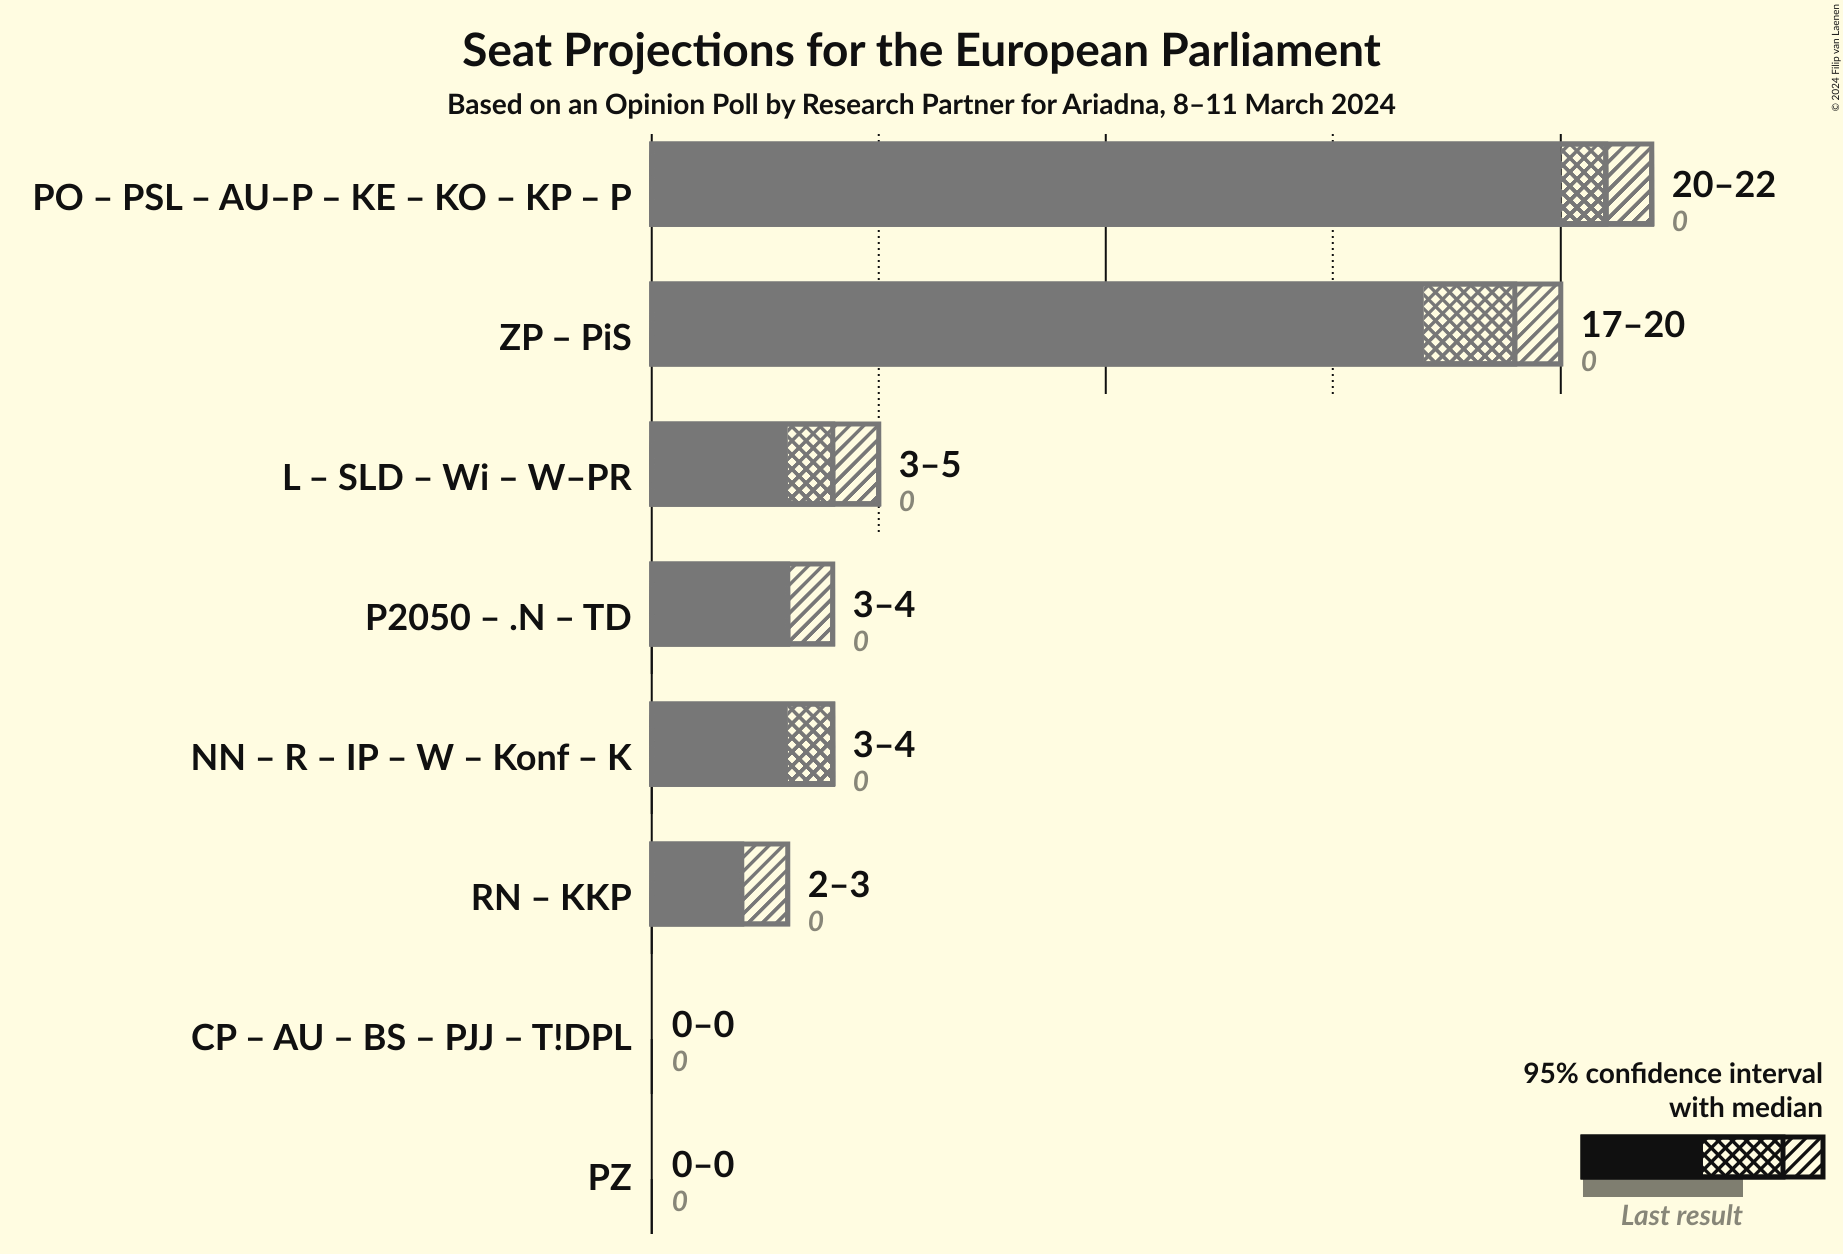 Seat Projections for the European Parliament
Based on an Opinion Poll by Research Partner for Ariadna, 8–11 March 2024
© 2024 Filip van Laenen
PO – PSL – AU–P – KE – KO – KP – P
20–22
0
ZP – PiS
17–20
0
L – SLD – Wi – W–PR
3–5
0
P2050 – .N – TD
3–4
0
NN – R – IP – W – Konf – K
3–4
0
RN – KKP
2–3
0
CP – AU – BS – PJJ – T!DPL
0–0
0
PZ
0–0
0
95% confidence interval
with median
Last result